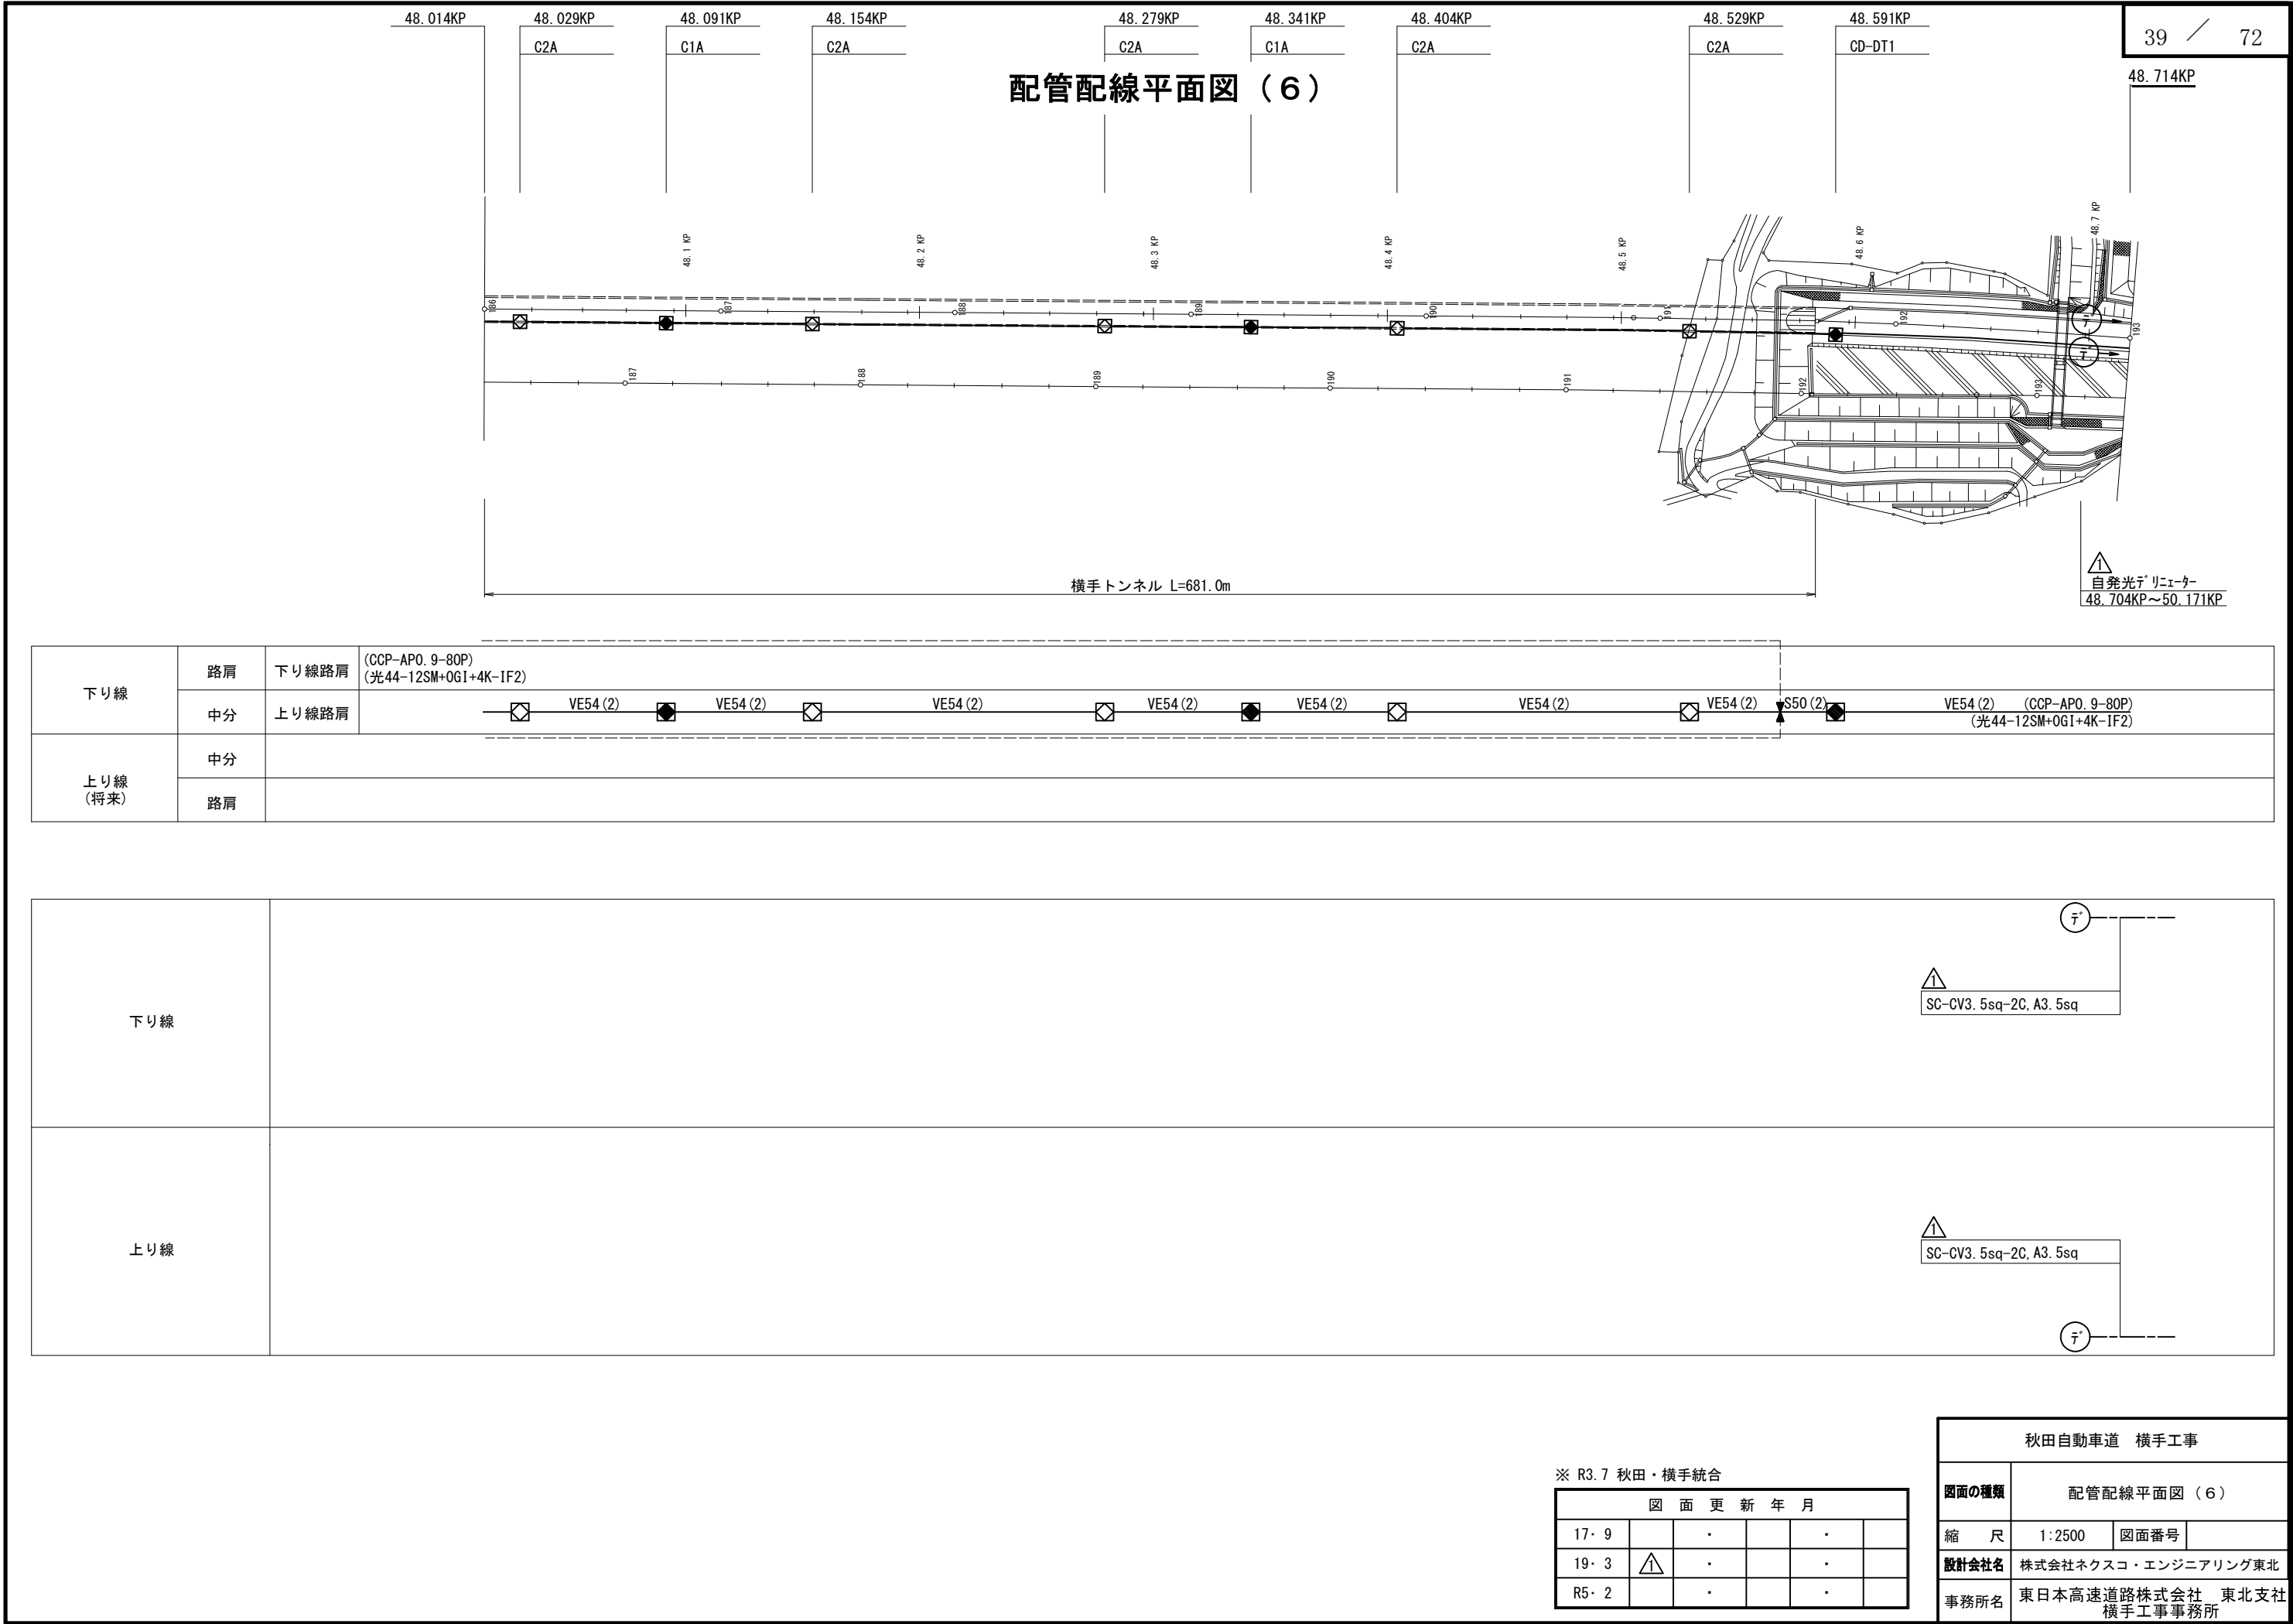 48.014KP
48.029KP
C2A
48.091KP
C1A
48.154KP
C2A
48.279KP
C2A
48.341KP
C1A
48.404KP
C2A
48.529KP
C2A
48.591KP
CD-DT1
39 ／ 72
48.714KP
配管配線平面図（６）
48.1 KP
48.2 KP
48.3 KP
48.4 KP
48.5 KP
48.6 KP
48.7 KP
186
187
188
189
190
191
192
193
デ
デ
187
188
189
190
191
192
193
横手トンネル L=681.0m
1
自発光ﾃﾞﾘﾆｴｰﾀｰ
48.704KP～50.171KP
下り線
路肩
下り線路肩
(CCP-AP0.9-80P)
(光44-12SM+0GI+4K-IF2)
中分
上り線路肩
VE54(2)
VE54(2)
VE54(2)
VE54(2)
VE54(2)
VE54(2)
VE54(2)
S50(2)
VE54(2)
(CCP-AP0.9-80P)
(光44-12SM+0GI+4K-IF2)
上り線
(将来)
中分
路肩
下り線
デ
1
SC-CV3.5sq-2C,A3.5sq
上り線
1
SC-CV3.5sq-2C,A3.5sq
デ
※ R3.7 秋田・横手統合
図 面 更 新 年 月
17・ 9 ・ ・
19・ 3 1 ・ ・
R5・ 2 ・ ・
秋田自動車道　横手工事
図面の種類 配管配線平面図（６）
縮　尺 1:2500 図面番号
設計会社名 株式会社ネクスコ・エンジニアリング東北
事務所名 東日本高速道路株式会社　東北支社
横手工事事務所